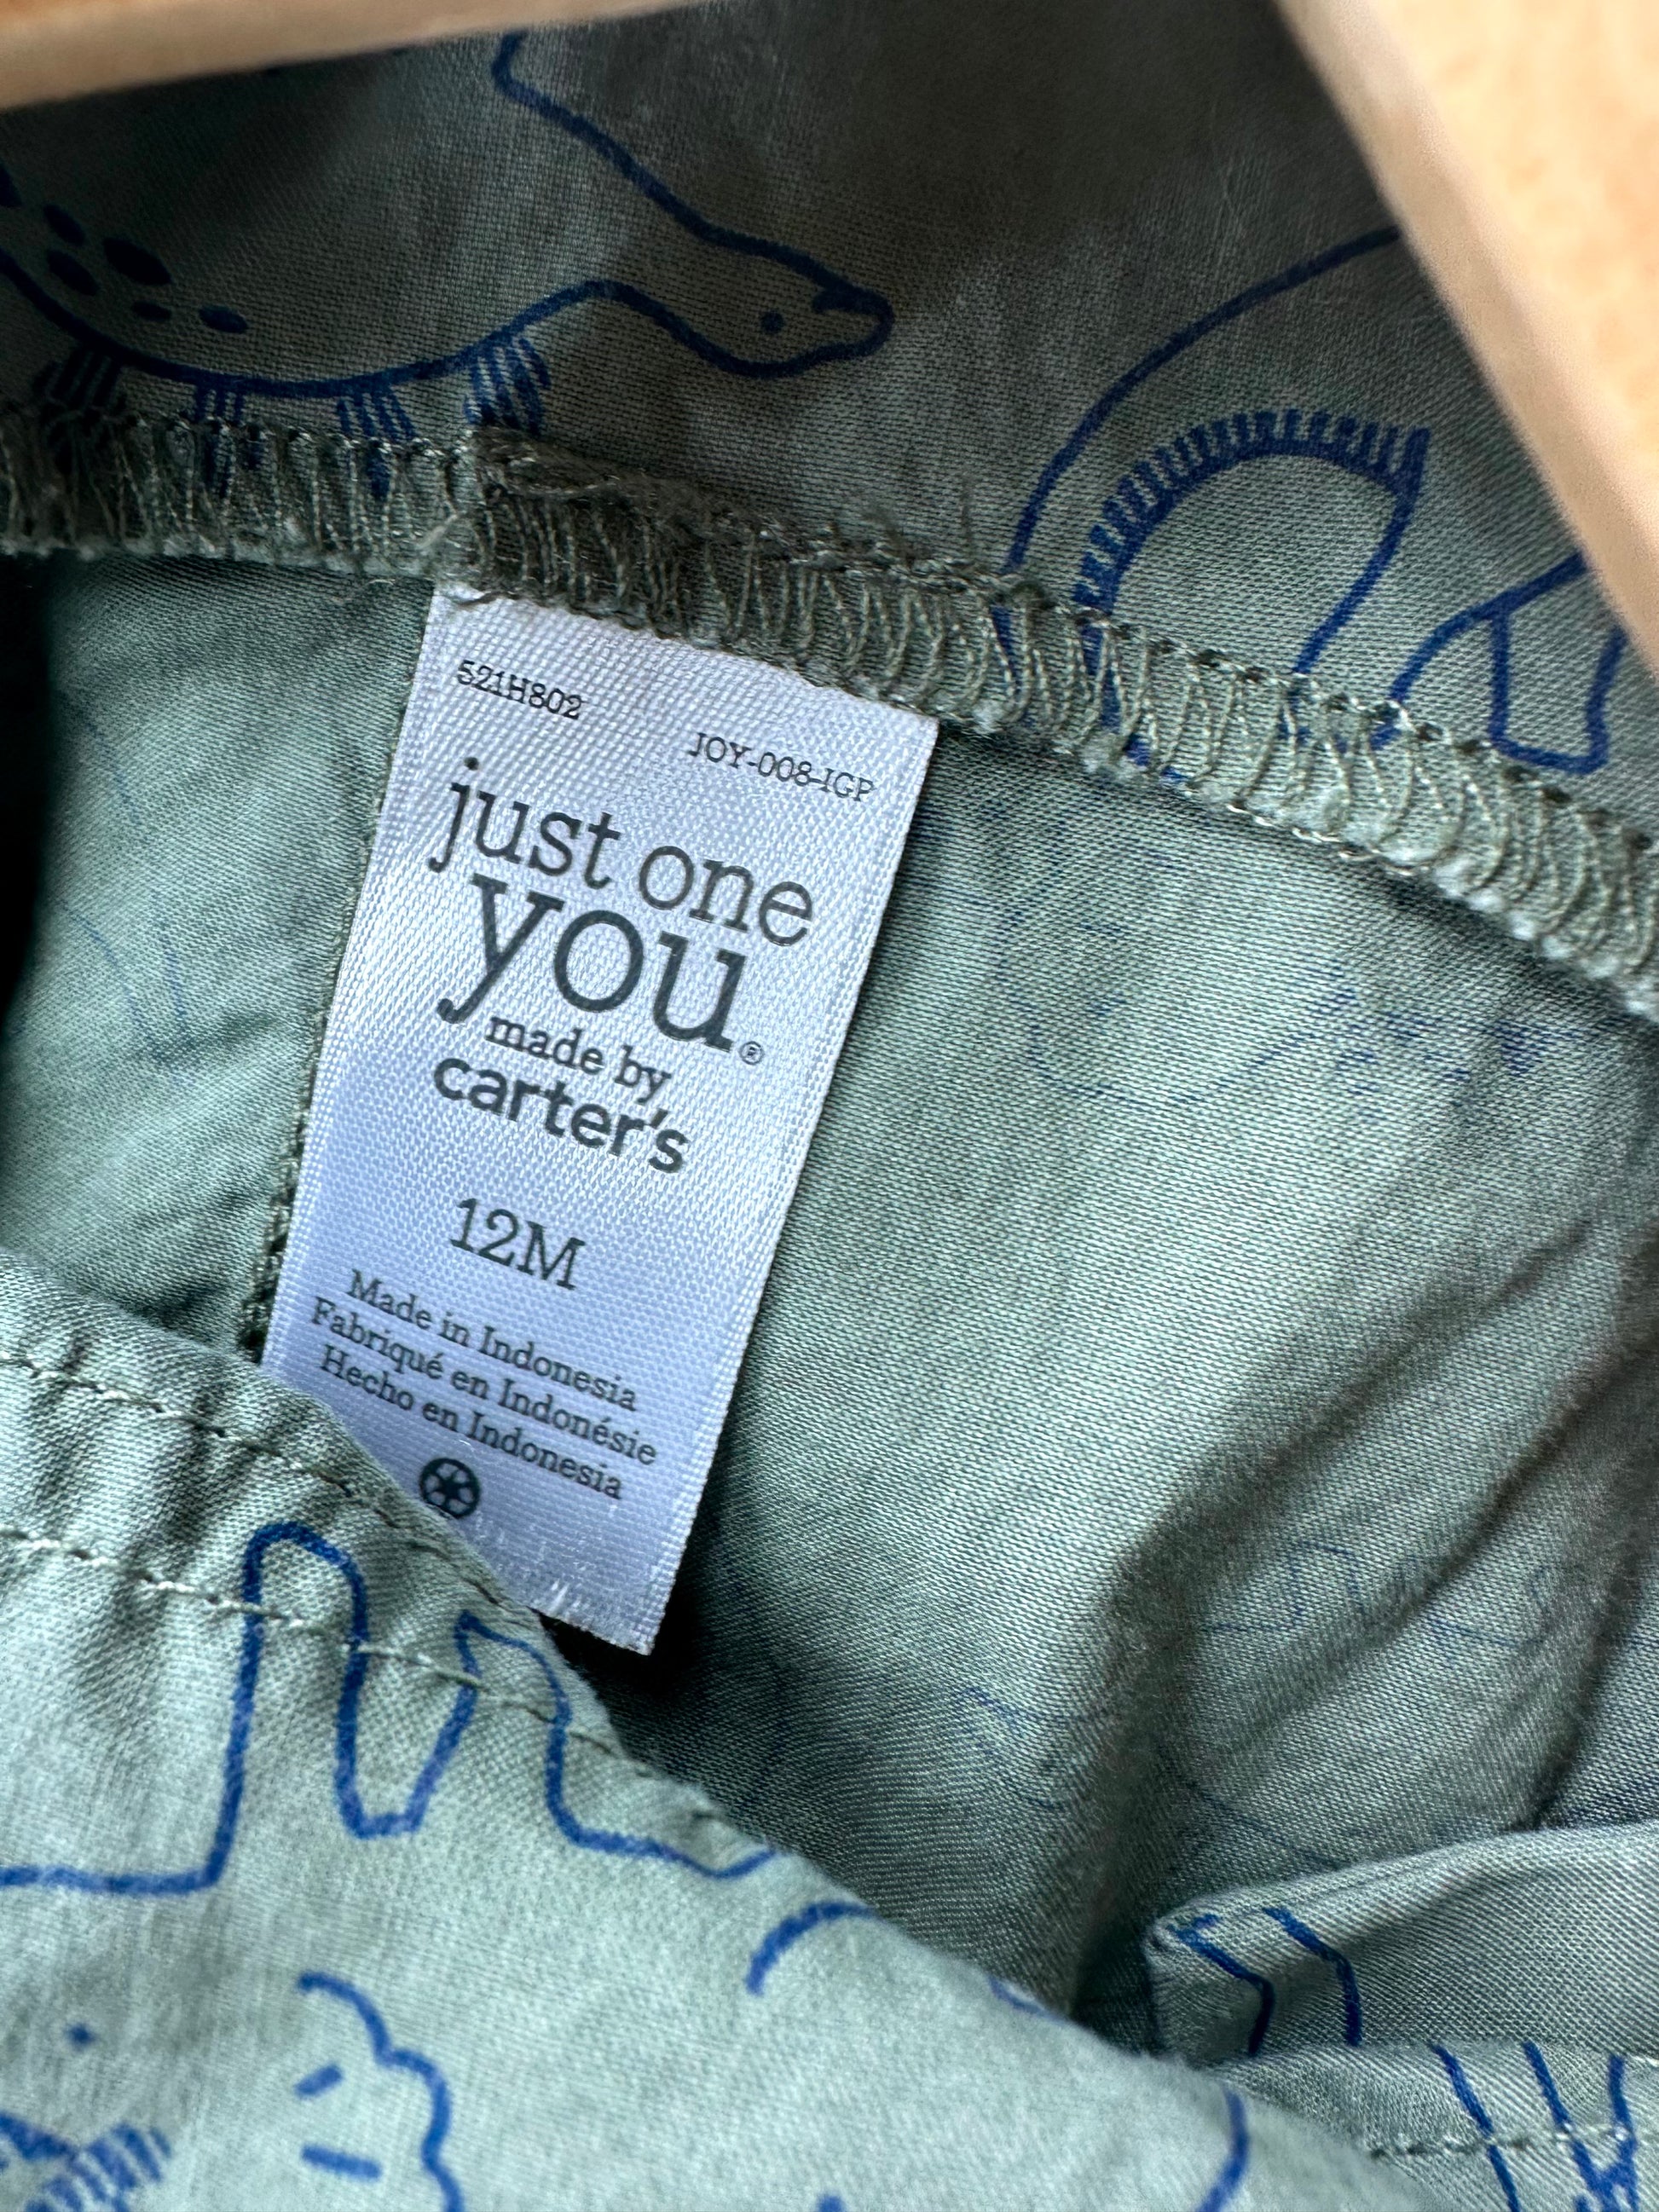 521H802
JOY-008-IGP
just one
you®
made by
carter's
12M
Made in Indonesia
Fabriqué en Indonésie
Hecho en Indonesia